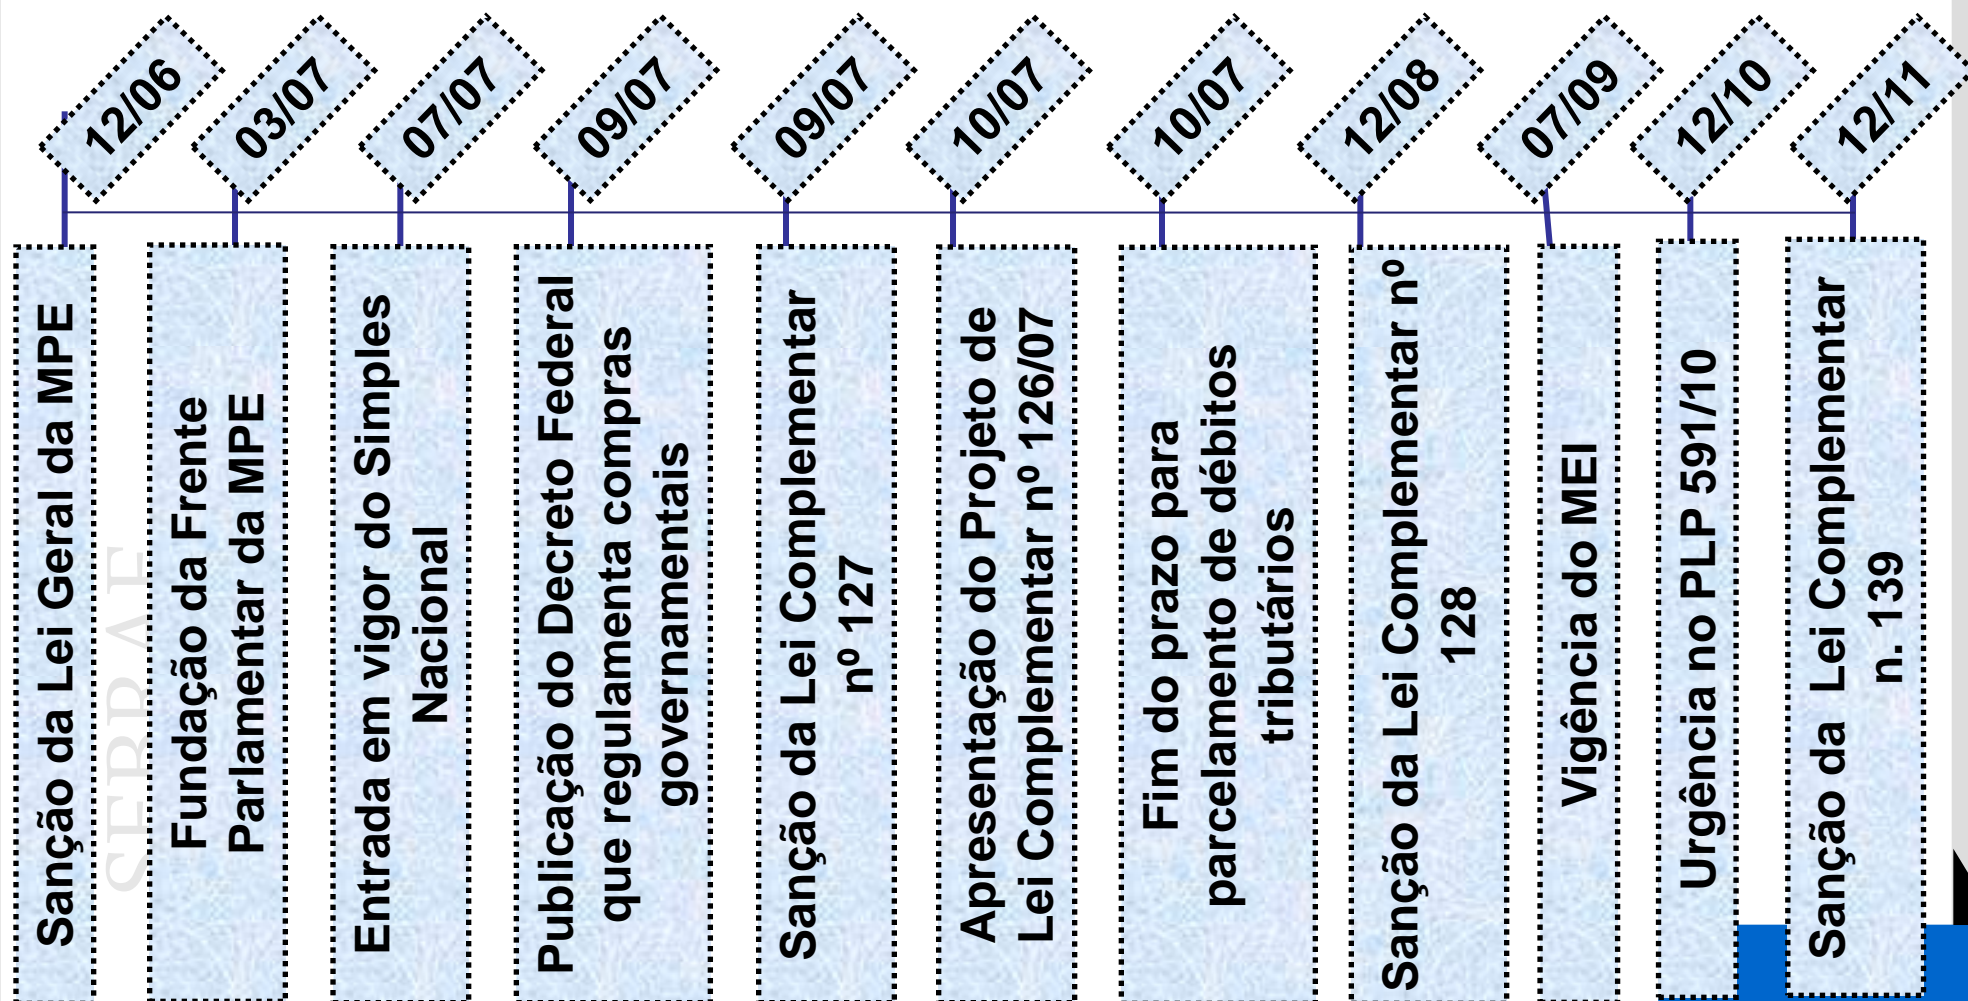 12/06
03/07
07/07
09/07
09/07
10/07
10/07
12/08
07/09
12/10
12/11
Sanção da Lei Geral da MPE
Fundação da Frente
Parlamentar da MPE
Entrada em vigor do Simples
Nacional
Publicação do Decreto Federal
que regulamenta compras
governamentais
Sanção da Lei Complementar
nº 127
Apresentação do Projeto de
Lei Complementar nº 126/07
Fim do prazo para
parcelamento de débitos
tributários
Sanção da Lei Complementar nº
128
Vigência do MEI
Urgência no PLP 591/10
Sanção da Lei Complementar
n. 139
SEBRAE